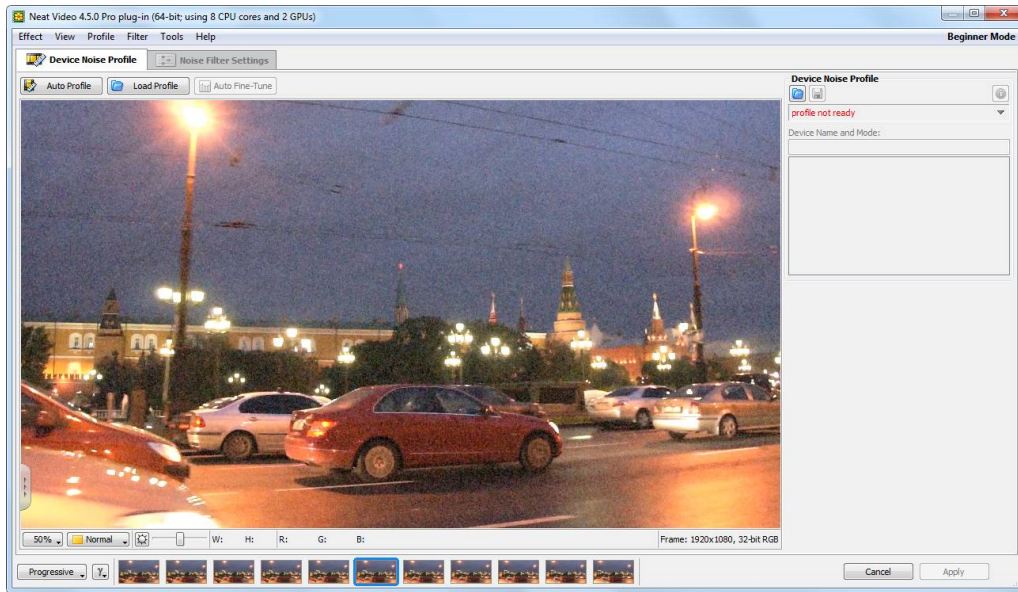 Neat Video 4.5.0 Pro plug-in (64-bit; using 8 CPU cores and 2 GPUs)
Effect View Profile Filter Tools Help Beginner Mode
Device Noise Profile Noise Filter Settings
Auto Profile Load Profile Auto Fine-Tune
Device Noise Profile
profile not ready
Device Name and Mode:
50% Normal W: H: R: G: B: Frame: 1920x1080, 32-bit RGB
Progressive γ Cancel Apply